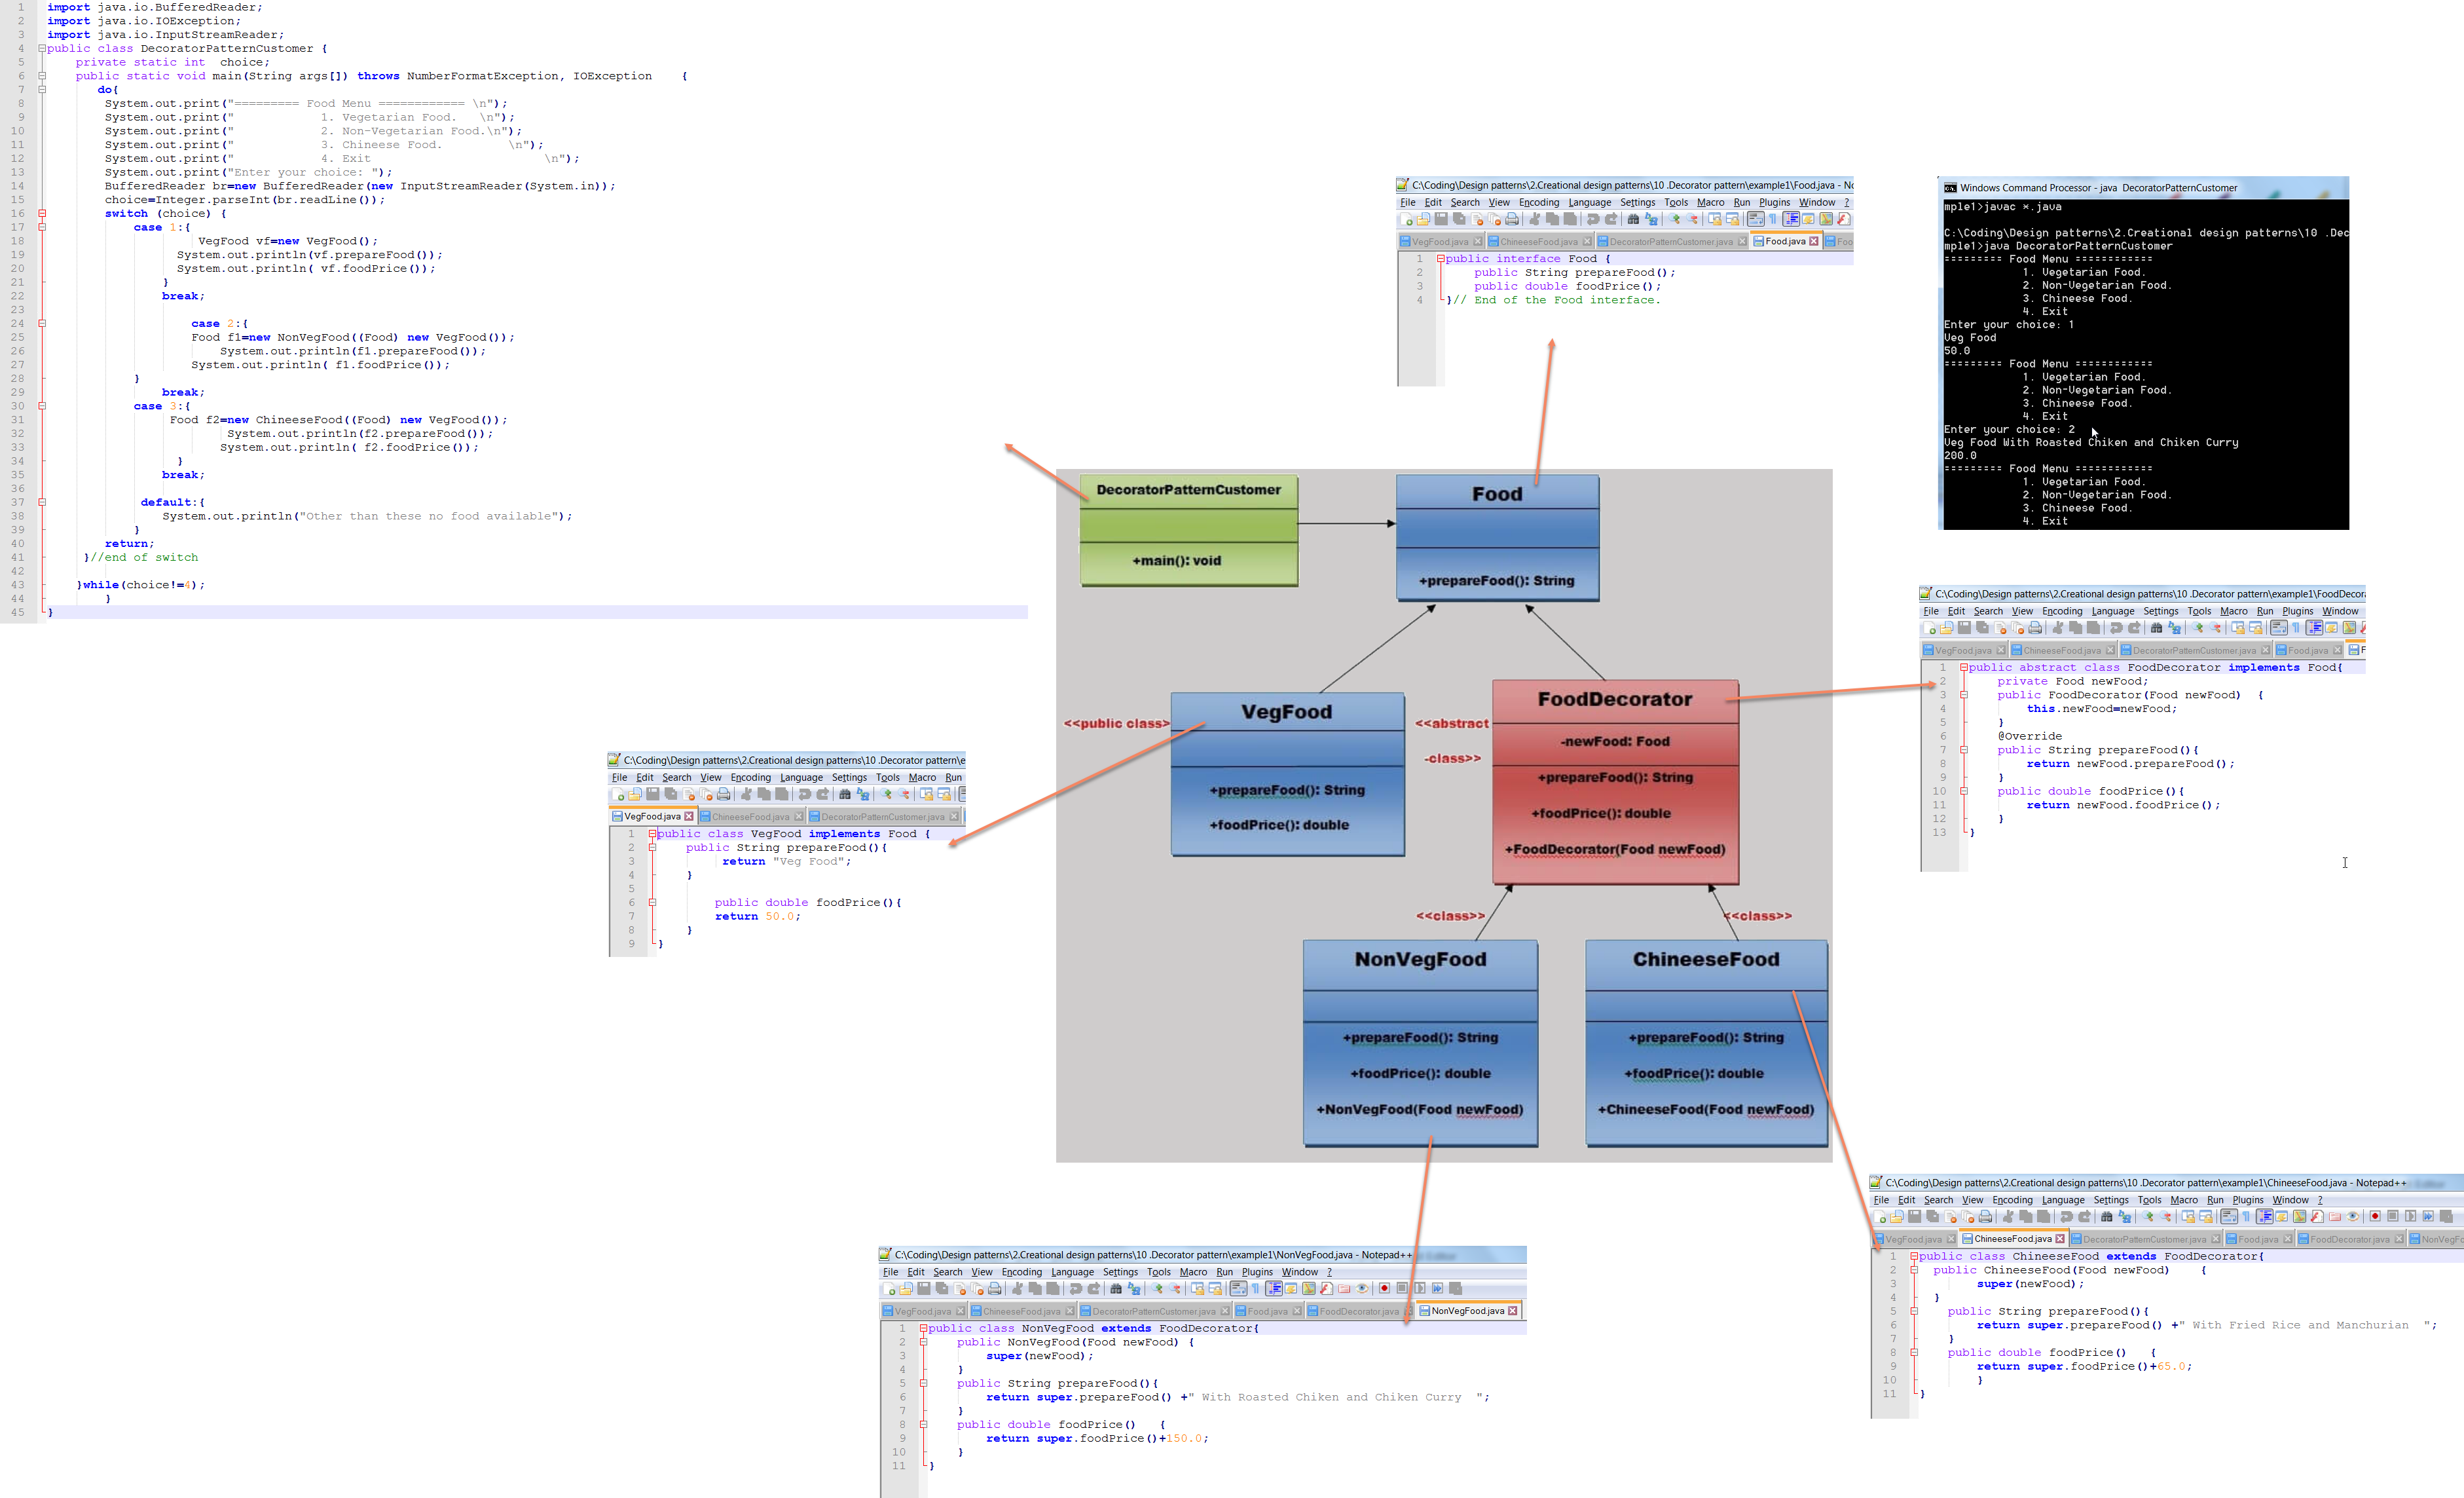 1 import java.io.BufferedReader;
2 import java.io.IOException;
3 import java.io.InputStreamReader;
4 public class DecoratorPatternCustomer {
5 private static int  choice;
6 public static void main(String args[]) throws NumberFormatException, IOException    {
7 do{
8 System.out.print("========= Food Menu ============ \n");
9 System.out.print("            1. Vegetarian Food.   \n");
10 System.out.print("            2. Non-Vegetarian Food.\n");
11 System.out.print("            3. Chineese Food.         \n");
12 System.out.print("            4. Exit                        \n");
13 System.out.print("Enter your choice: ");
14 BufferedReader br=new BufferedReader(new InputStreamReader(System.in));
15 choice=Integer.parseInt(br.readLine());
16 switch (choice) {
17 case 1:{
18 VegFood vf=new VegFood();
19 System.out.println(vf.prepareFood());
20 System.out.println( vf.foodPrice());
21 }
22 break;
23
24 case 2:{
25 Food f1=new NonVegFood((Food) new VegFood());
26 System.out.println(f1.prepareFood());
27 System.out.println( f1.foodPrice());
28 }
29 break;
30 case 3:{
31 Food f2=new ChineeseFood((Food) new VegFood());
32 System.out.println(f2.prepareFood());
33 System.out.println( f2.foodPrice());
34 }
35 break;
36
37 default:{
38 System.out.println("Other than these no food available");
39 }
40 return;
41 }//end of switch
42
43 }while(choice!=4);
44 }
45 }
C:\Coding\Design patterns\2.Creational design patterns\10 .Decorator pattern\example1\Food.java - No
File Edit Search View Encoding Language Settings Tools Macro Run Plugins Window ?
VegFood.java ChineeseFood.java DecoratorPatternCustomer.java Food.java Foo
1 public interface Food {
2 public String prepareFood();
3 public double foodPrice();
4 }// End of the Food interface.
Windows Command Processor - java  DecoratorPatternCustomer
mple1>javac *.java
C:\Coding\Design patterns\2.Creational design patterns\10 .Dec
mple1>java DecoratorPatternCustomer
========= Food Menu ============
1. Vegetarian Food.
2. Non-Vegetarian Food.
3. Chineese Food.
4. Exit
Enter your choice: 1
Veg Food
50.0
========= Food Menu ============
1. Vegetarian Food.
2. Non-Vegetarian Food.
3. Chineese Food.
4. Exit
Enter your choice: 2
Veg Food With Roasted Chiken and Chiken Curry
200.0
========= Food Menu ============
1. Vegetarian Food.
2. Non-Vegetarian Food.
3. Chineese Food.
4. Exit
DecoratorPatternCustomer
+main(): void
Food
+prepareFood(): String
<<public class>
VegFood
+prepareFood(): String
+foodPrice(): double
<<abstract
-class>>
FoodDecorator
-newFood: Food
+prepareFood(): String
+foodPrice(): double
+FoodDecorator(Food newFood)
<<class>>
<<class>>
NonVegFood
+prepareFood(): String
+foodPrice(): double
+NonVegFood(Food newFood)
ChineeseFood
+prepareFood(): String
+foodPrice(): double
+ChineeseFood(Food newFood)
C:\Coding\Design patterns\2.Creational design patterns\10 .Decorator pattern\example1\FoodDecora
File Edit Search View Encoding Language Settings Tools Macro Run Plugins Window
VegFood.java ChineeseFood.java DecoratorPatternCustomer.java Food.java F
1 public abstract class FoodDecorator implements Food{
2 private Food newFood;
3 public FoodDecorator(Food newFood)  {
4 this.newFood=newFood;
5 }
6 @Override
7 public String prepareFood(){
8 return newFood.prepareFood();
9 }
10 public double foodPrice(){
11 return newFood.foodPrice();
12 }
13 }
C:\Coding\Design patterns\2.Creational design patterns\10 .Decorator pattern\e
File Edit Search View Encoding Language Settings Tools Macro Run
VegFood.java ChineeseFood.java DecoratorPatternCustomer.java
1 public class VegFood implements Food {
2 public String prepareFood(){
3 return "Veg Food";
4 }
5
6 public double foodPrice(){
7 return 50.0;
8 }
9 }
C:\Coding\Design patterns\2.Creational design patterns\10 .Decorator pattern\example1\NonVegFood.java - Notepad++
File Edit Search View Encoding Language Settings Tools Macro Run Plugins Window ?
VegFood.java ChineeseFood.java DecoratorPatternCustomer.java Food.java FoodDecorator.java NonVegFood.java
1 public class NonVegFood extends FoodDecorator{
2 public NonVegFood(Food newFood) {
3 super(newFood);
4 }
5 public String prepareFood(){
6 return super.prepareFood() +" With Roasted Chiken and Chiken Curry  ";
7 }
8 public double foodPrice()   {
9 return super.foodPrice()+150.0;
10 }
11 }
C:\Coding\Design patterns\2.Creational design patterns\10 .Decorator pattern\example1\ChineeseFood.java - Notepad++
File Edit Search View Encoding Language Settings Tools Macro Run Plugins Window ?
VegFood.java ChineeseFood.java DecoratorPatternCustomer.java Food.java FoodDecorator.java NonVegFo
1 public class ChineeseFood extends FoodDecorator{
2 public ChineeseFood(Food newFood)    {
3 super(newFood);
4 }
5 public String prepareFood(){
6 return super.prepareFood() +" With Fried Rice and Manchurian  ";
7 }
8 public double foodPrice()   {
9 return super.foodPrice()+65.0;
10 }
11 }